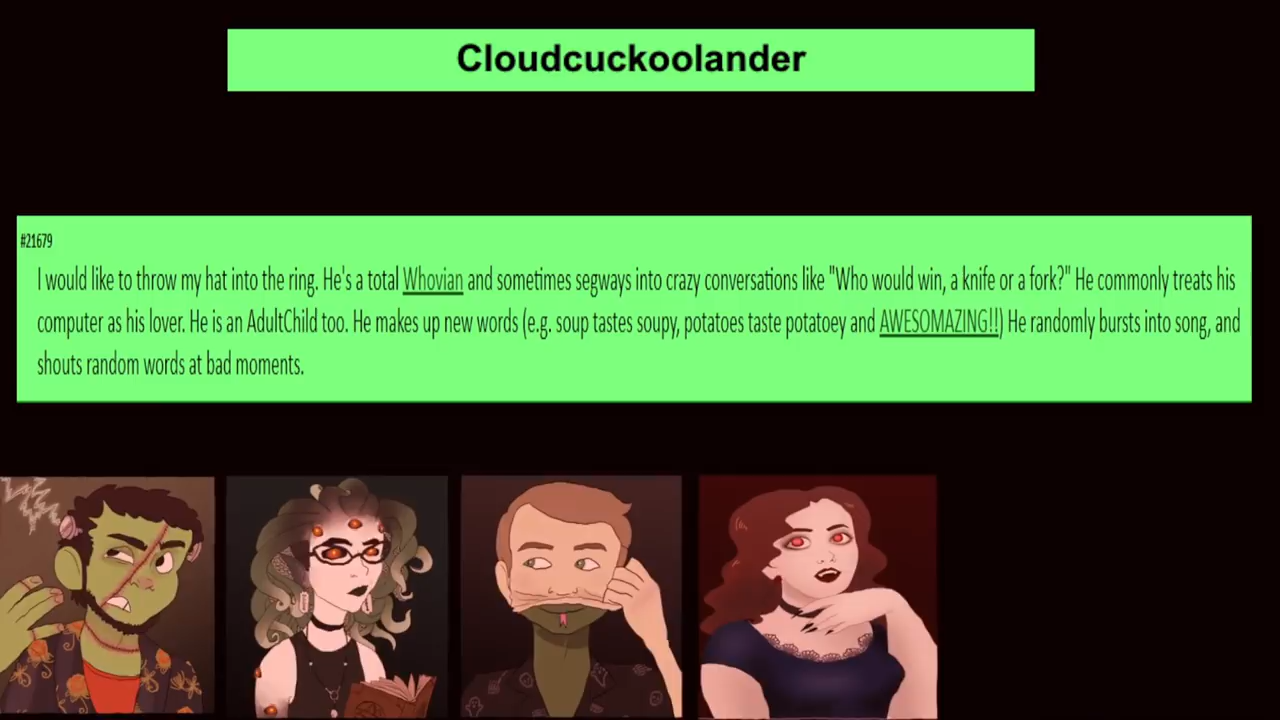 Cloudcuckoolander
#21679
I would like to throw my hat into the ring. He's a total Whovian and sometimes segways into crazy conversations like "Who would win, a knife or a fork?" He commonly treats his
computer as his lover. He is an AdultChild too. He makes up new words (e.g. soup tastes soupy, potatoes taste potatoey and AWESOMAZING!!) He randomly bursts into song, and
shouts random words at bad moments.